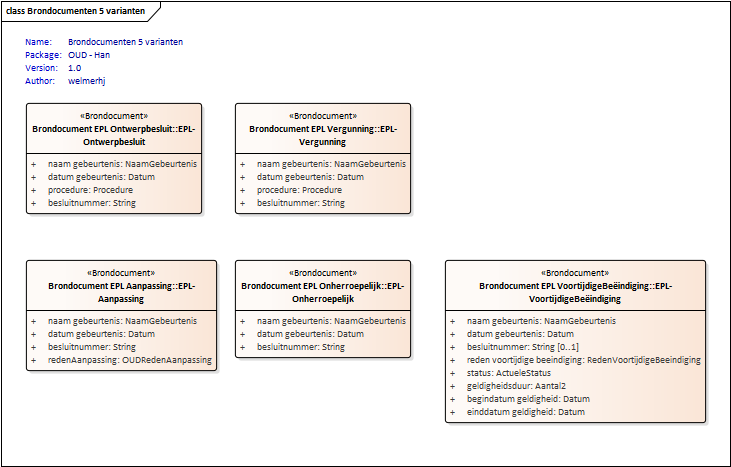 class Brondocumenten 5 varianten
Name: Brondocumenten 5 varianten
Package: OUD - Han
Version: 1.0
Author: welmerhj
«Brondocument»
Brondocument EPL Ontwerpbesluit::EPL-
Ontwerpbesluit
+ naam gebeurtenis: NaamGebeurtenis
+ datum gebeurtenis: Datum
+ procedure: Procedure
+ besluitnummer: String
«Brondocument»
Brondocument EPL Vergunning::EPL-
Vergunning
+ naam gebeurtenis: NaamGebeurtenis
+ datum gebeurtenis: Datum
+ procedure: Procedure
+ besluitnummer: String
«Brondocument»
Brondocument EPL Aanpassing::EPL-
Aanpassing
+ naam gebeurtenis: NaamGebeurtenis
+ datum gebeurtenis: Datum
+ besluitnummer: String
+ redenAanpassing: OUDRedenAanpassing
«Brondocument»
Brondocument EPL Onherroepelijk::EPL-
Onherroepelijk
+ naam gebeurtenis: NaamGebeurtenis
+ datum gebeurtenis: Datum
+ besluitnummer: String
«Brondocument»
Brondocument EPL VoortijdigeBeëindiging::EPL-
VoortijdigeBeëindiging
+ naam gebeurtenis: NaamGebeurtenis
+ datum gebeurtenis: Datum
+ besluitnummer: String [0..1]
+ reden voortijdige beeindiging: RedenVoortijdigeBeeindiging
+ status: ActueleStatus
+ geldigheidsduur: Aantal2
+ begindatum geldigheid: Datum
+ einddatum geldigheid: Datum